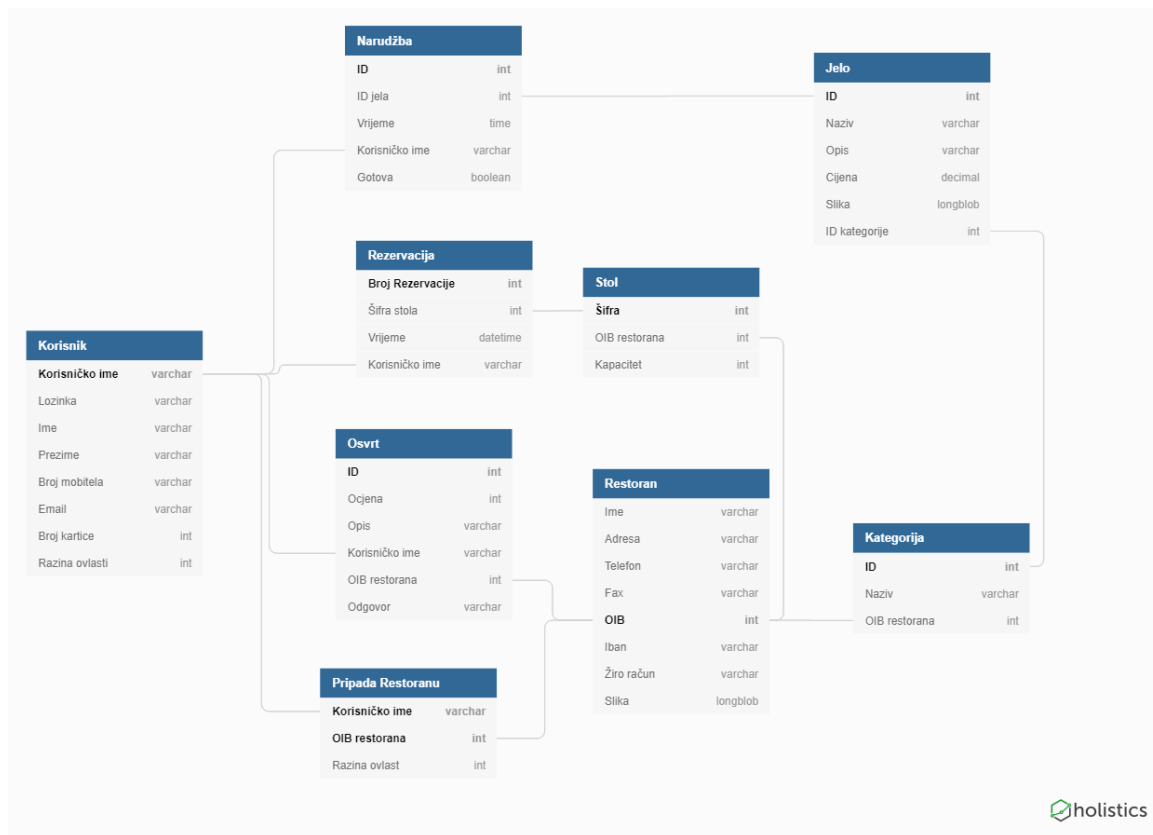 Narudžba
ID int
ID jela int
Vrijeme time
Korisničko ime varchar
Gotova boolean
Jelo
ID int
Naziv varchar
Opis varchar
Cijena decimal
Slika longblob
ID kategorije int
Rezervacija
Broj Rezervacije int
Šifra stola int
Vrijeme datetime
Korisničko ime varchar
Stol
Šifra int
OIB restorana int
Kapacitet int
Korisnik
Korisničko ime varchar
Lozinka varchar
Ime varchar
Prezime varchar
Broj mobitela varchar
Email varchar
Broj kartice int
Razina ovlasti int
Osvrt
ID int
Ocjena int
Opis varchar
Korisničko ime varchar
OIB restorana int
Odgovor varchar
Restoran
Ime varchar
Adresa varchar
Telefon varchar
Fax varchar
OIB int
Iban varchar
Žiro račun varchar
Slika longblob
Kategorija
ID int
Naziv varchar
OIB restorana int
Pripada Restoranu
Korisničko ime varchar
OIB restorana int
Razina ovlast int
holistics